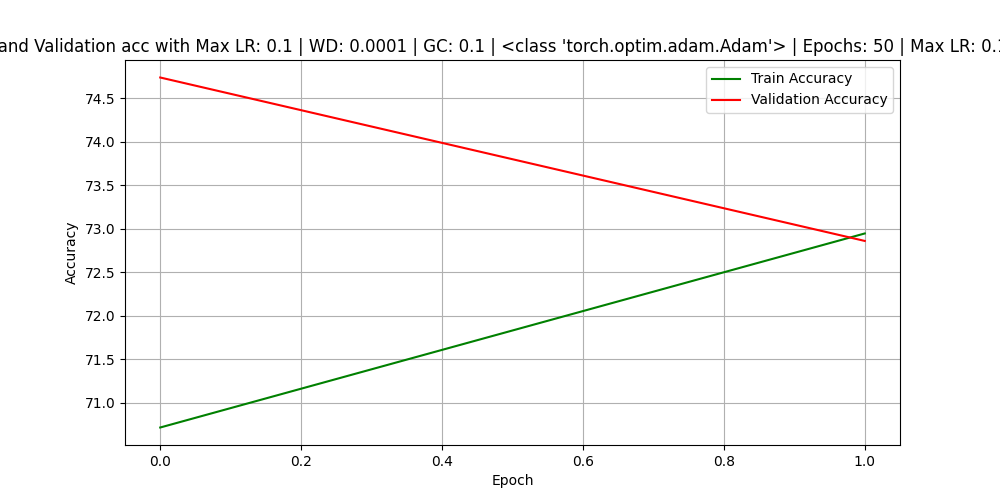 and Validation acc with Max LR: 0.1 | WD: 0.0001 | GC: 0.1 | <class 'torch.optim.adam.Adam'> | Epochs: 50 | Max LR: 0.1
Train Accuracy
Validation Accuracy
74.5
74.0
73.5
73.0
72.5
72.0
71.5
71.0
Accuracy
0.0 0.2 0.4 0.6 0.8 1.0
Epoch